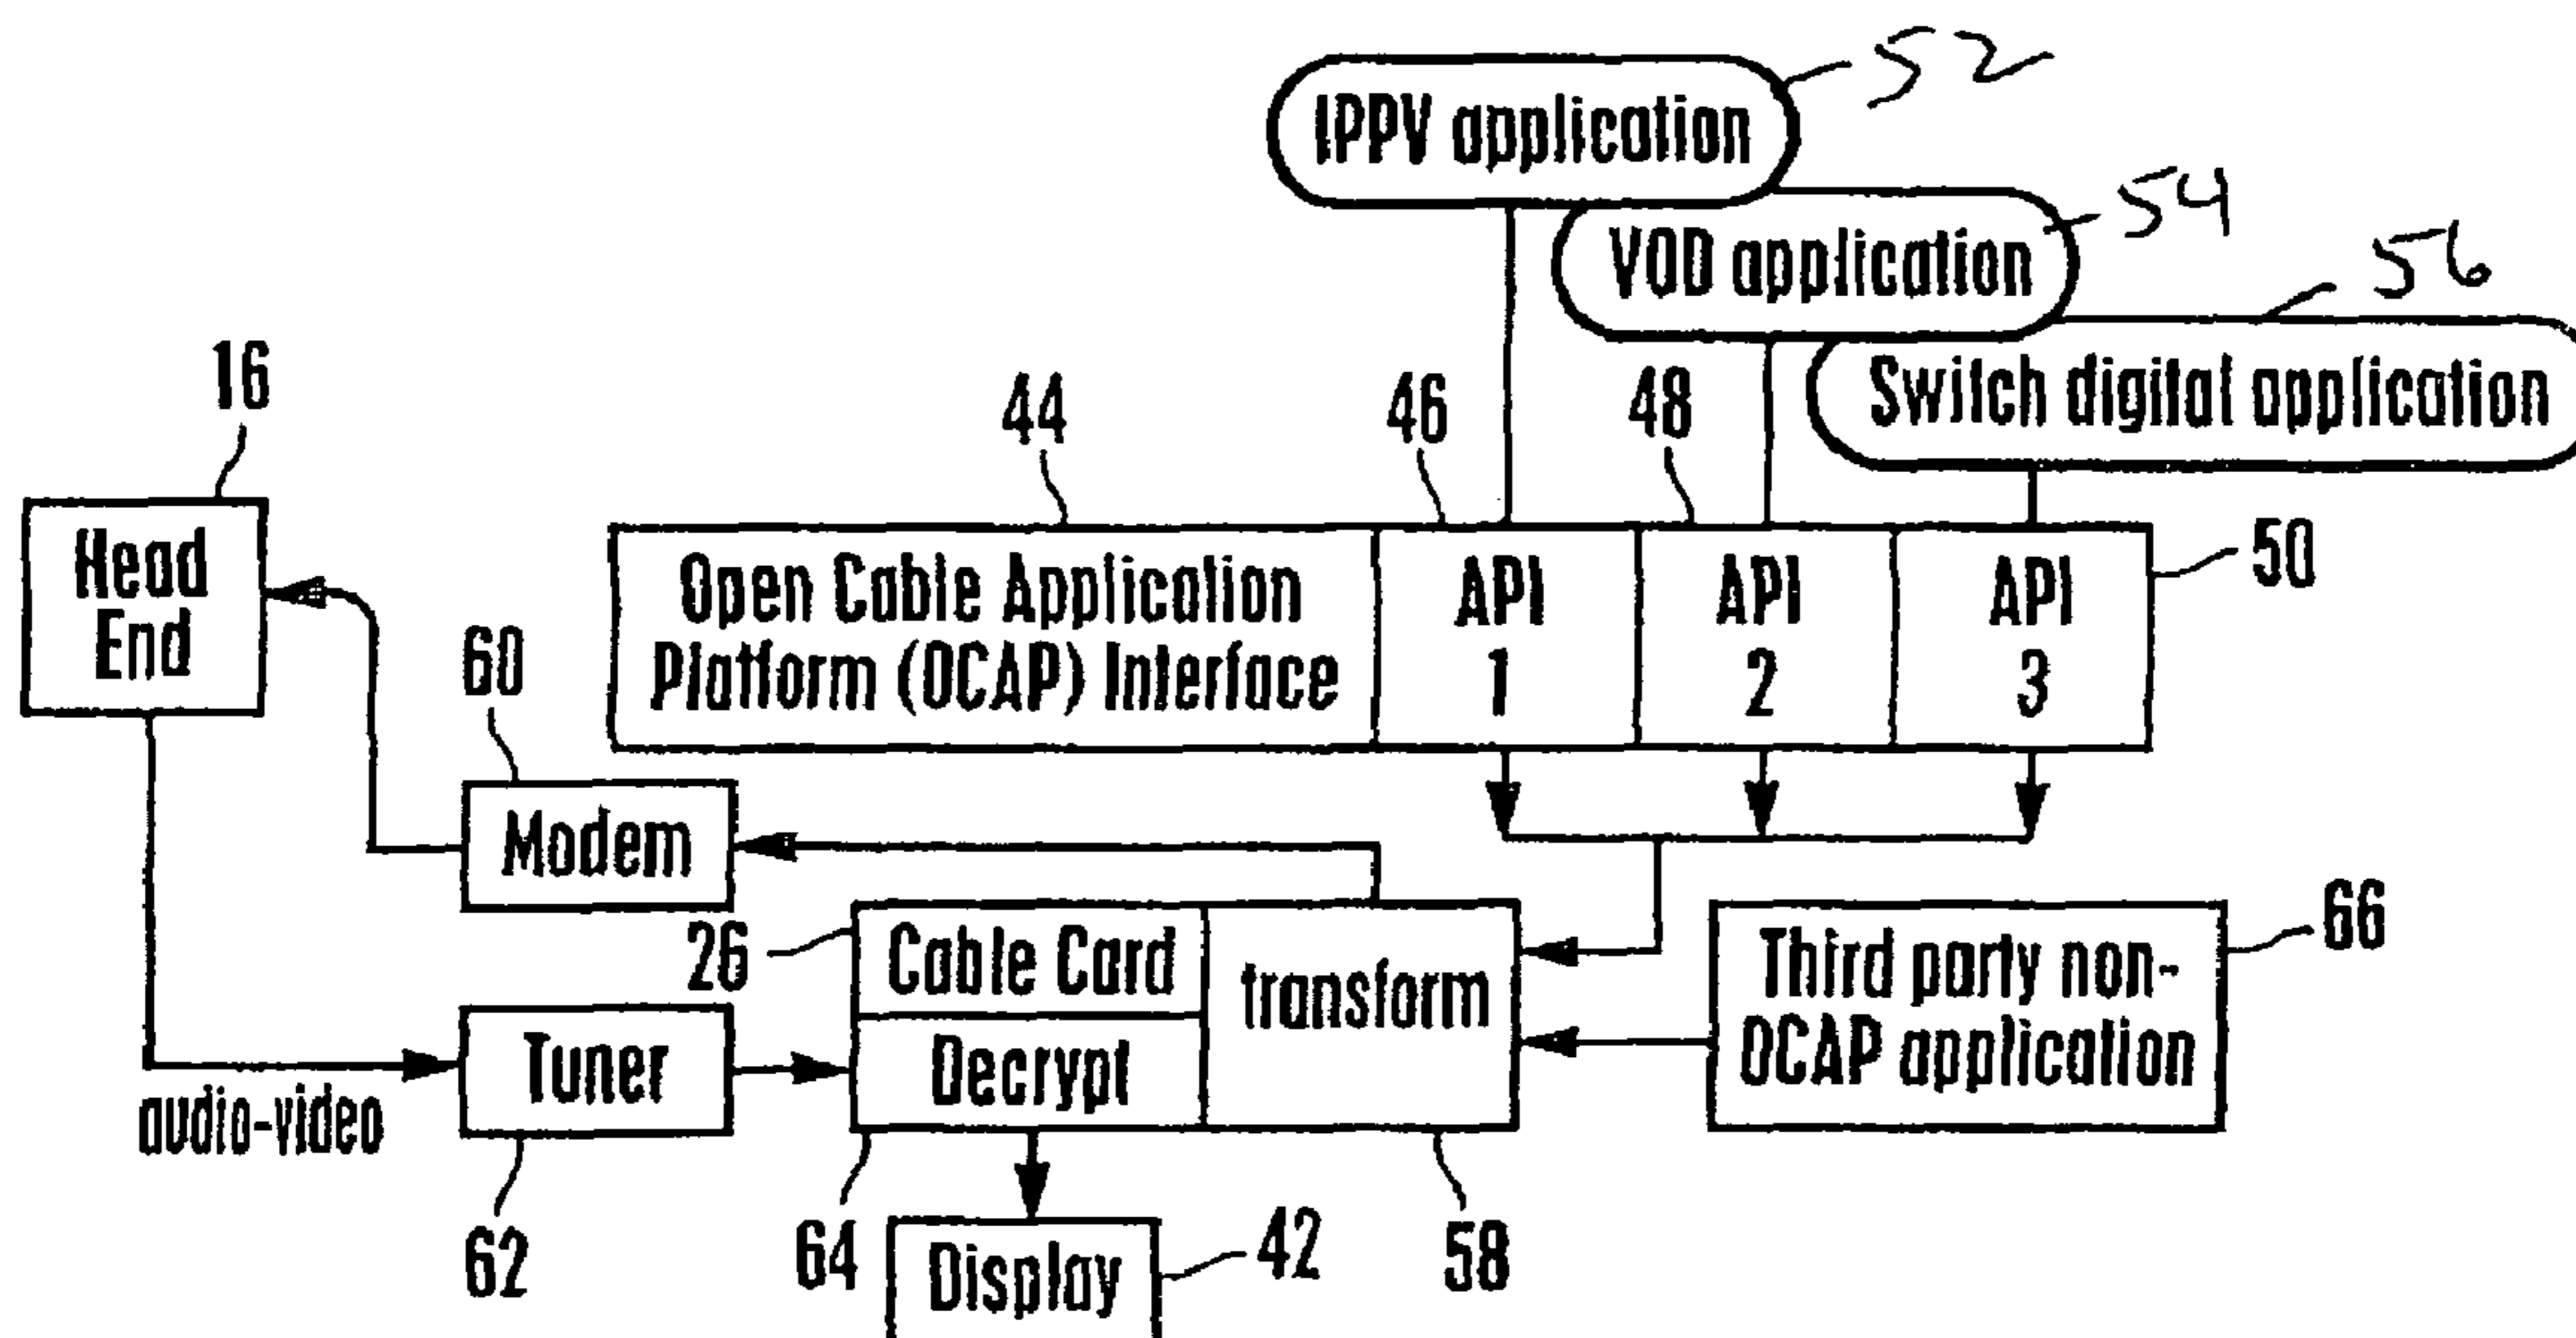 52
IPPV application
54
VOD application
56
Switch digital application
16
44
46
48
Head
End
Open Cable Application
Platform (OCAP) Interface
API
1
API
2
API
3
50
60
Modem
26
Cable Card
Decrypt
transform
Third party non-
OCAP application
66
Tuner
audio-video
62
64
Display
42
58